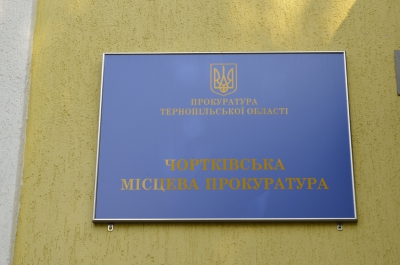 ПРОКУРАТУРА
ТЕРНОПІЛЬСЬКОЇ ОБЛАСТІ
ЧОРТКІВСЬКА
МІСЦЕВА ПРОКУРАТУРА